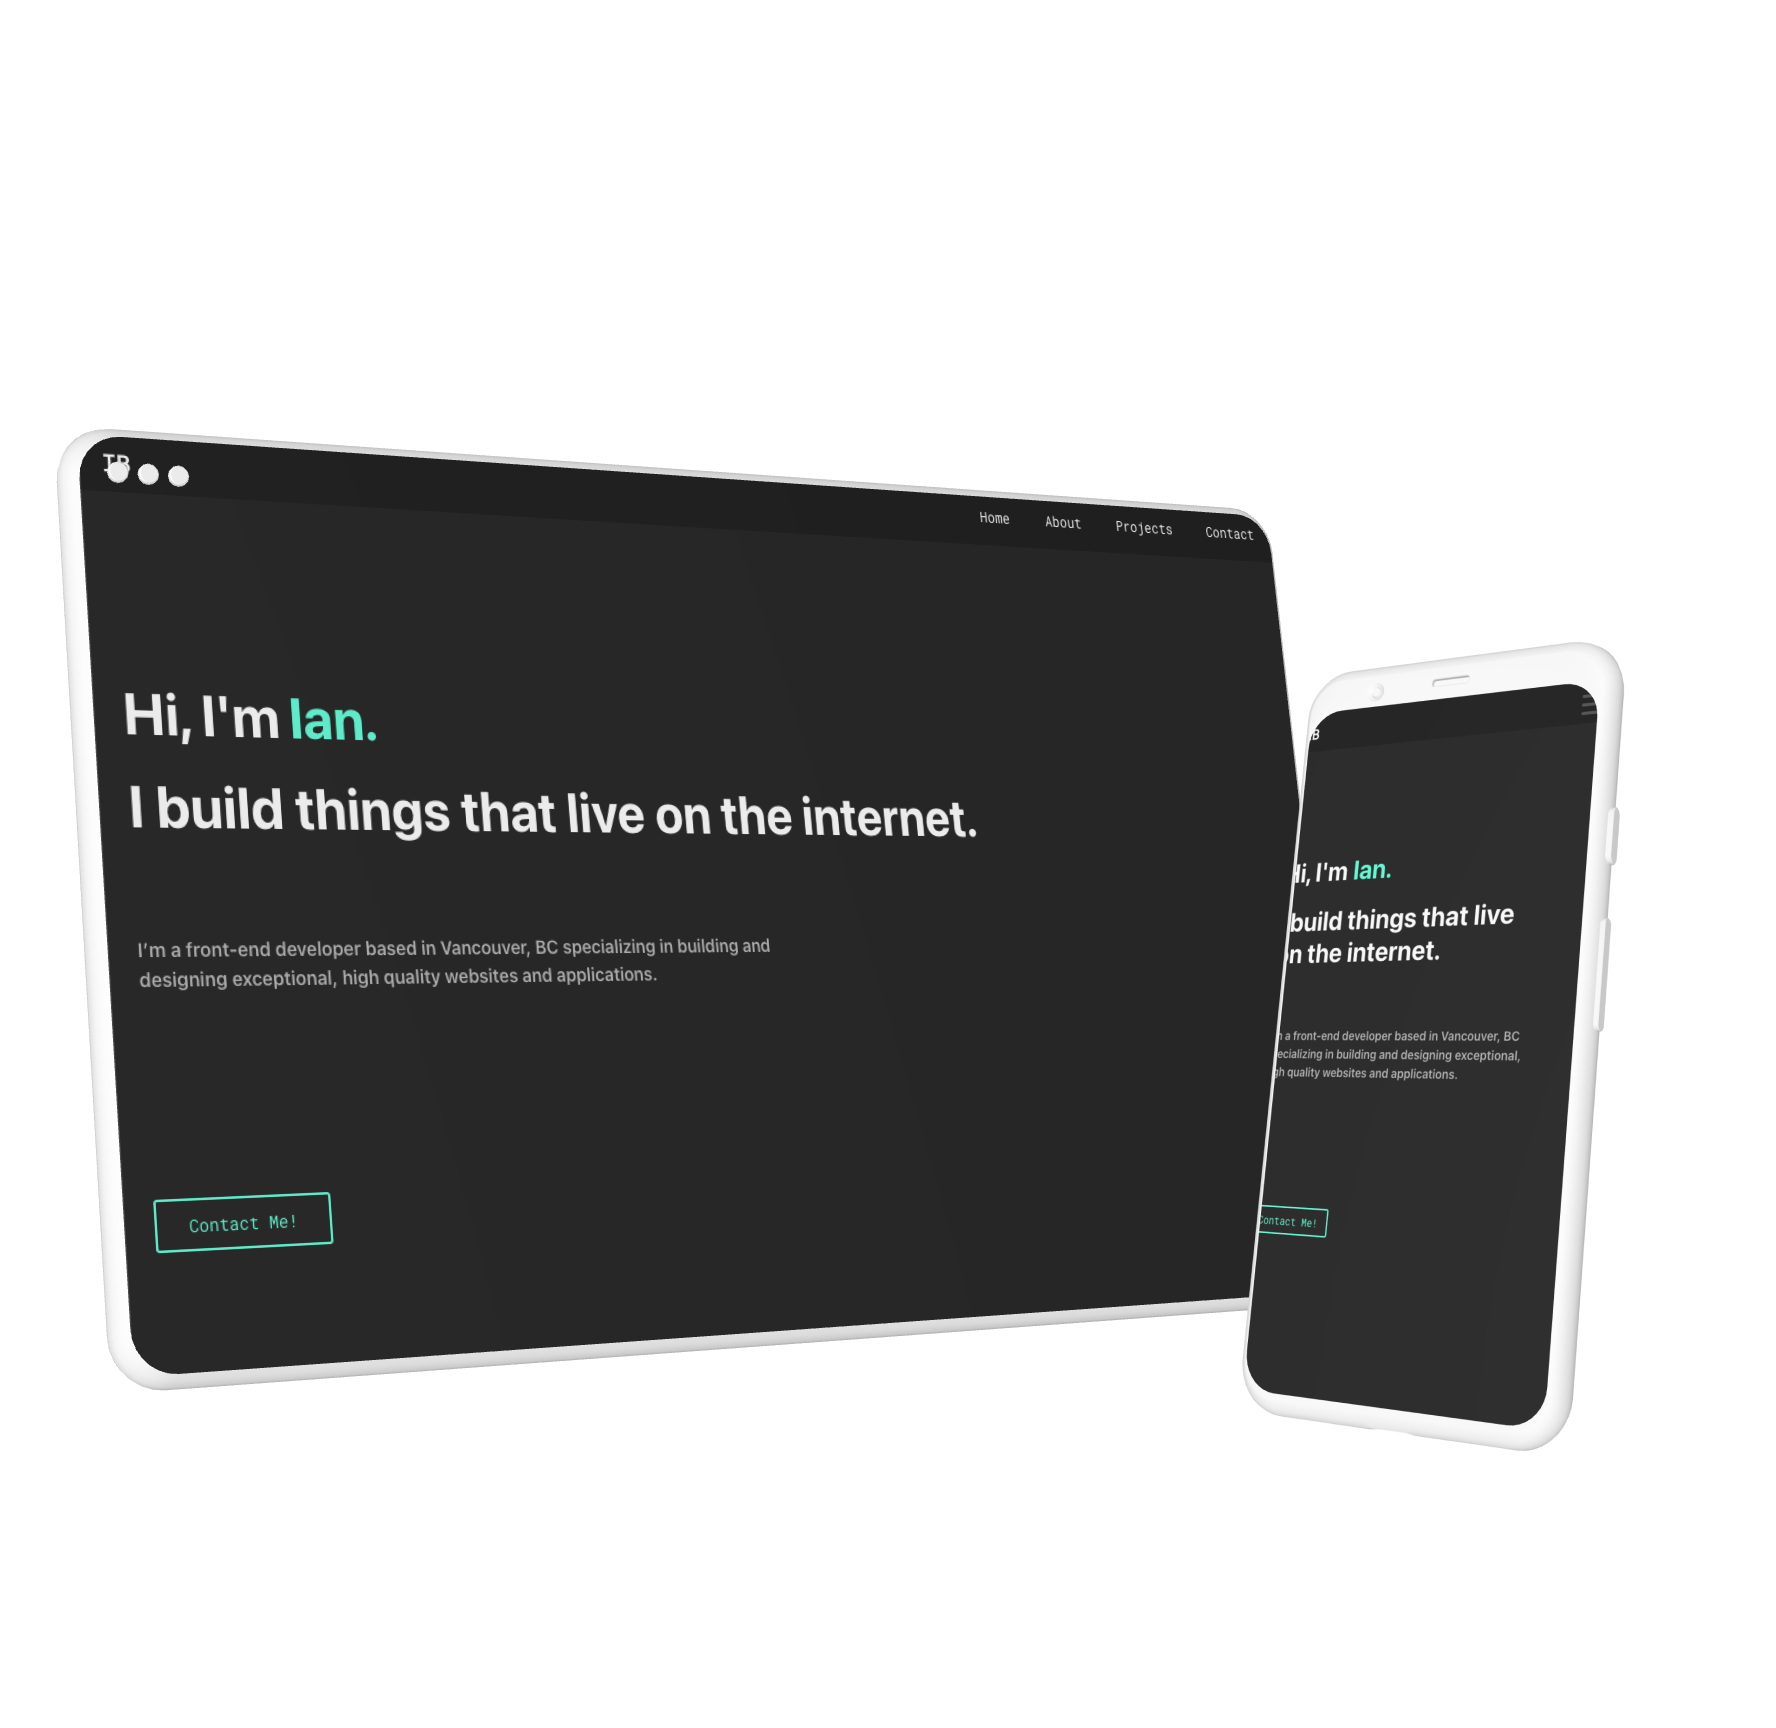 Home About Projects Contact
Hi, I'm Ian.
I build things that live on the internet.
I'm a front-end developer based in Vancouver, BC specializing in building and
designing exceptional, high quality websites and applications.
Contact Me!
B
Hi, I'm Ian.
build things that live
on the internet.
a front-end developer based in Vancouver, BC
specializing in building and designing exceptional,
high quality websites and applications.
Contact Me!